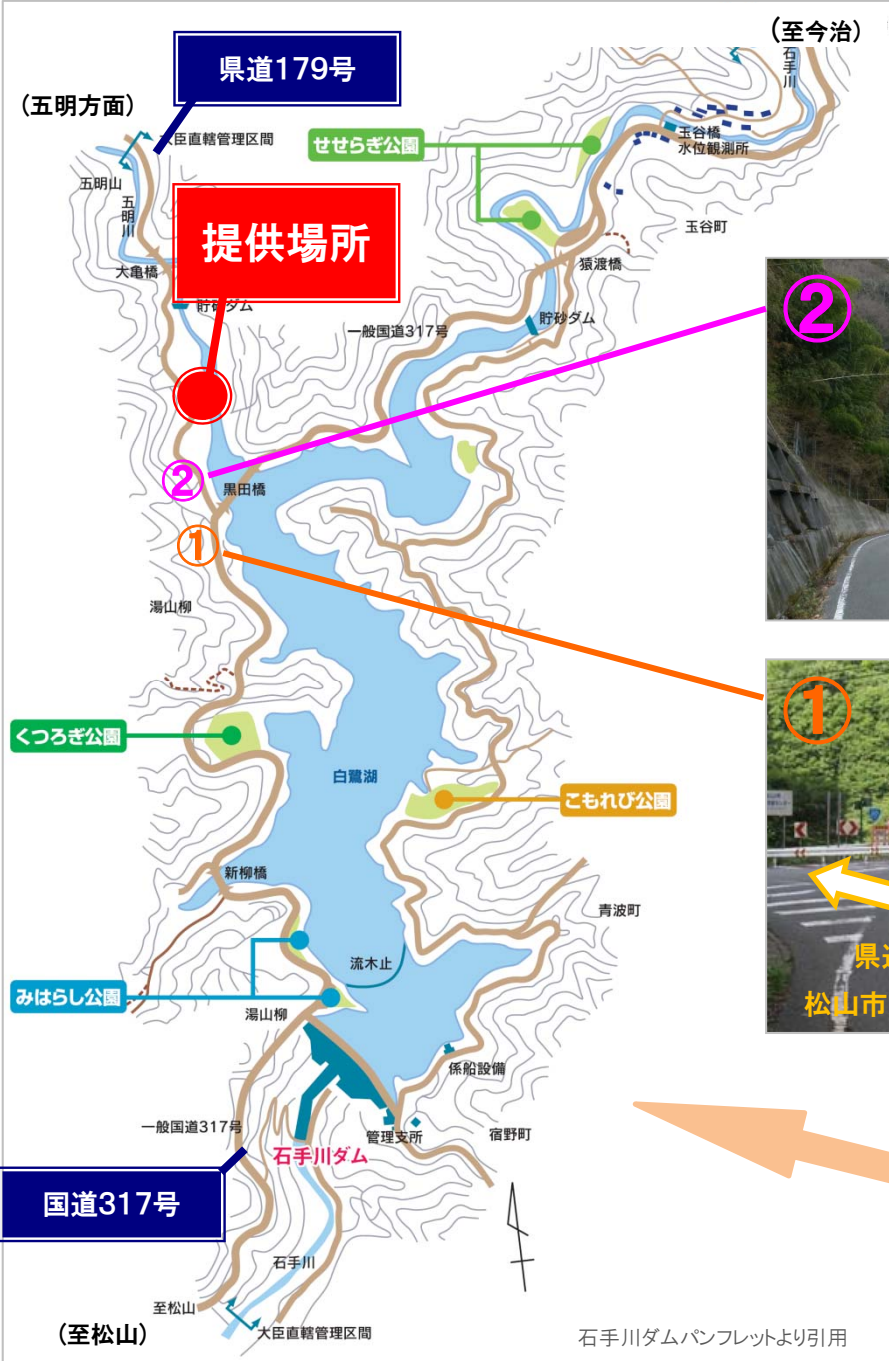 (至今治)
県道179号
(五明方面)
石手川
大臣直轄管理区間
せせらぎ公園
玉谷橋
水位観測所
五明山
五明川
提供場所
玉谷町
大亀橋
猿渡橋
貯砂ダム
貯砂ダム
一般国道317号
②
②
黒田橋
①
湯山柳
①
くつろぎ公園
白鷺湖
こもれび公園
新柳橋
青波町
県道
流木止
みはらし公園
松山市
湯山柳
係船設備
一般国道317号
管理支所
宿野町
石手川ダム
国道317号
石手川
至松山
(至松山)
大臣直轄管理区間
石手川ダムパンフレットより引用